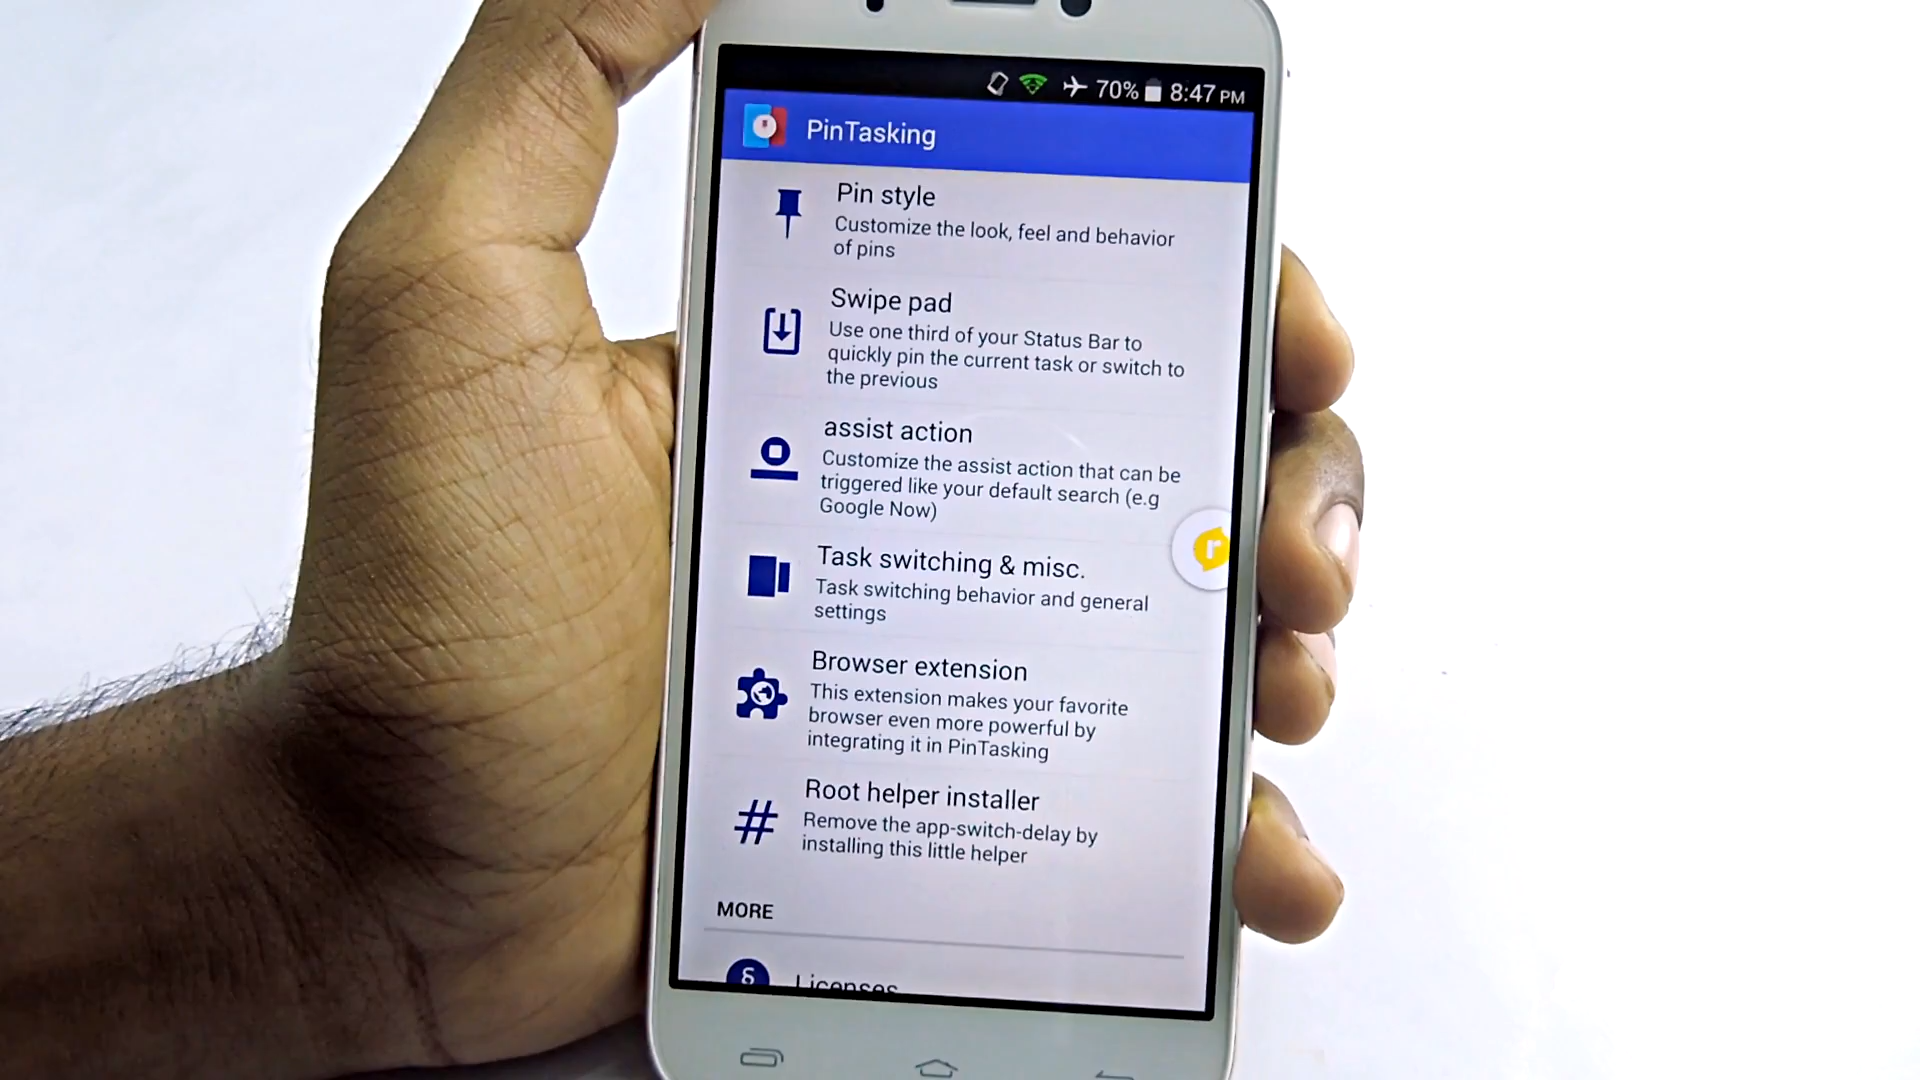 70% 8:47 PM
PinTasking
Pin style
Customize the look, feel and behavior
of pins
Swipe pad
Use one third of your Status Bar to
quickly pin the current task or switch to
the previous
assist action
Customize the assist action that can be
triggered like your default search (e.g
Google Now)
r
Task switching & misc.
Task switching behavior and general
settings
Browser extension
This extension makes your favorite
browser even more powerful by
integrating it in PinTasking
#
Root helper installer
Remove the app-switch-delay by
installing this little helper
MORE
Licenses